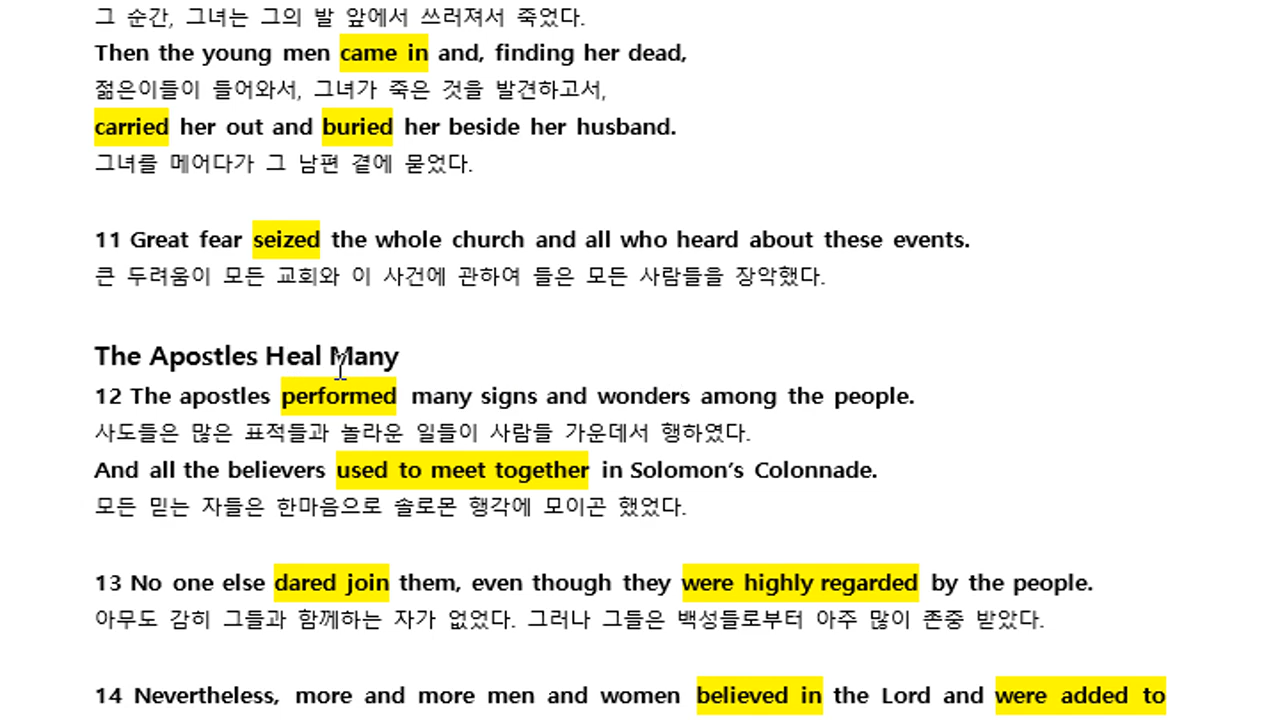 그 순간, 그녀는 그의 발 앞에서 쓰러져서 죽었다.
Then the young men came in and, finding her dead,
젊은이들이 들어와서, 그녀가 죽은 것을 발견하고서,
carried her out and buried her beside her husband.
그녀를 메어다가 그 남편 곁에 묻었다.
11 Great fear seized the whole church and all who heard about these events.
큰 두려움이 모든 교회와 이 사건에 관하여 들은 모든 사람들을 장악했다.
The Apostles Heal Many
12 The apostles performed many signs and wonders among the people.
사도들은 많은 표적들과 놀라운 일들이 사람들 가운데서 행하였다.
And all the believers used to meet together in Solomon’s Colonnade.
모든 믿는 자들은 한마음으로 솔로몬 행각에 모이곤 했었다.
13 No one else dared join them, even though they were highly regarded by the people.
아무도 감히 그들과 함께하는 자가 없었다. 그러나 그들은 백성들로부터 아주 많이 존중 받았다.
14 Nevertheless, more and more men and women believed in the Lord and were added to